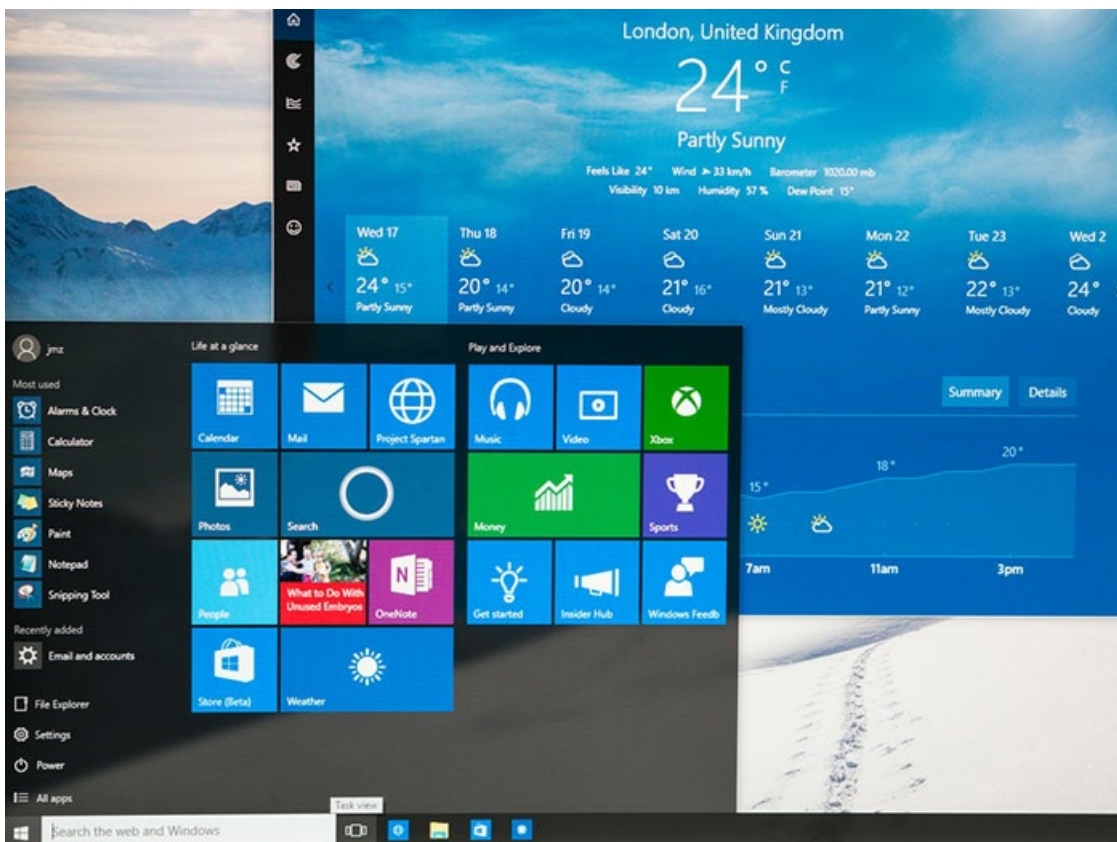 London, United Kingdom
24° C
F
Partly Sunny
Feels Like 24° Wind ➤ 33 km/h Barometer 1020.00 mb
Visibility 10 km Humidity 57 % Dew Point 15°
Wed 17 Thu 18 Fri 19 Sat 20 Sun 21 Mon 22 Tue 23 Wed 2
24° 15° 20° 14° 20° 14° 21° 16° 21° 13° 21° 12° 22° 13° 24°
Partly Sunny Partly Sunny Cloudy Cloudy Mostly Cloudy Partly Sunny Mostly Cloudy Cloudy
Summary Details
15° 18° 20°
7am 11am 3pm
jmz
Most used
Alarms & Clock
Calculator
Maps
Sticky Notes
Paint
Notepad
Snipping Tool
Recently added
Email and accounts
File Explorer
Settings
Power
All apps
Life at a glance
Calendar Mail Project Spartan
Photos Search
People
What to Do With
Unused Embryos
N
OneNote
Store (Beta) Weather
Play and Explore
Music Video Xbox
Money Sports
Get started Insider Hub Windows Feedb
Task view
Search the web and Windows